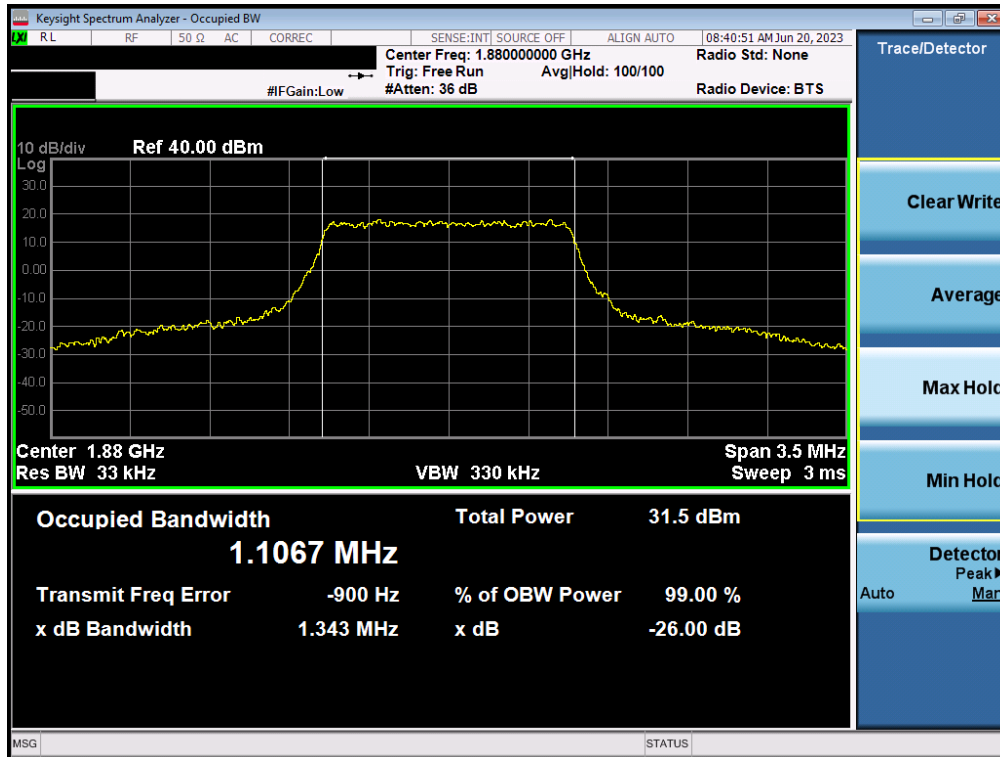 Keysight Spectrum Analyzer - Occupied BW
LXI RL RF 50 Ω AC CORREC SENSE:INT SOURCE OFF ALIGN AUTO 08:40:51 AM Jun 20, 2023
Center Freq: 1.880000000 GHz Radio Std: None
Trig: Free Run Avg|Hold: 100/100
#IFGain:Low #Atten: 36 dB Radio Device: BTS
Trace/Detector
10 dB/div Ref 40.00 dBm
Log
30.0
20.0
10.0
0.00
-10.0
-20.0
-30.0
-40.0
-50.0
Center 1.88 GHz Span 3.5 MHz
Res BW 33 kHz VBW 330 kHz Sweep 3 ms
Occupied Bandwidth Total Power 31.5 dBm
1.1067 MHz
Transmit Freq Error -900 Hz % of OBW Power 99.00 %
x dB Bandwidth 1.343 MHz x dB -26.00 dB
Clear Write
Average
Max Hold
Min Hold
Detector
Peak▶
Auto Man
MSG STATUS